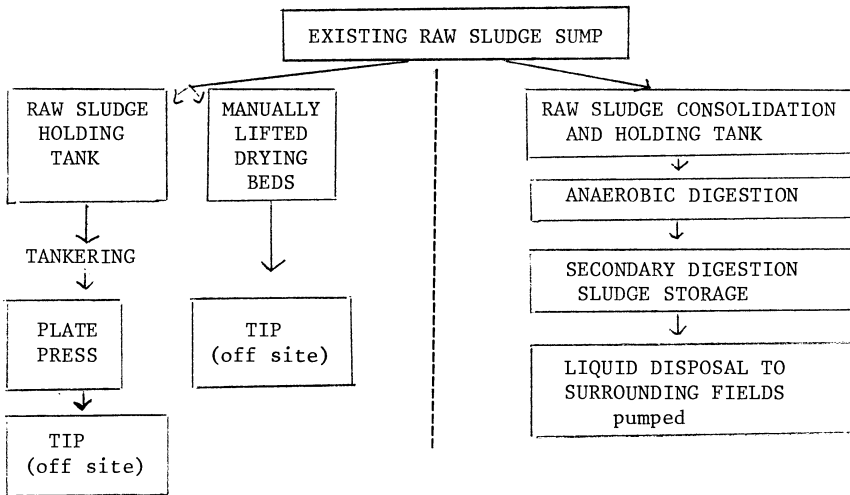 EXISTING RAW SLUDGE SUMP
RAW SLUDGE
HOLDING
TANK
TANKERING
PLATE
PRESS
TIP
(off site)
MANUALLY
LIFTED
DRYING
BEDS
TIP
(off site)
RAW SLUDGE CONSOLIDATION
AND HOLDING TANK
ANAEROBIC DIGESTION
SECONDARY DIGESTION
SLUDGE STORAGE
LIQUID DISPOSAL TO
SURROUNDING FIELDS
pumped